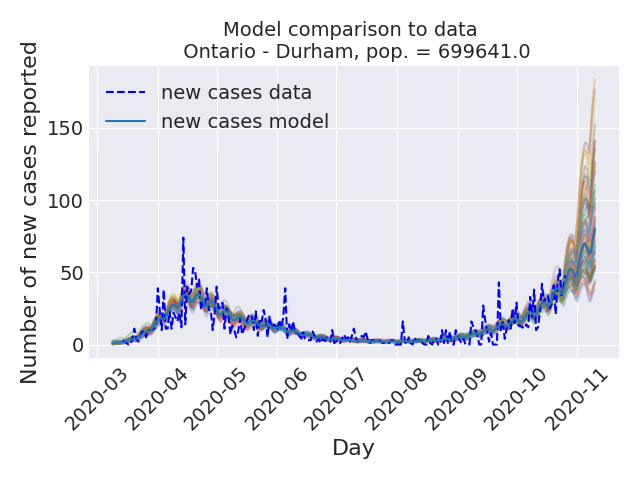 Model comparison to data
Ontario - Durham, pop. = 699641.0
new cases data
new cases model
Number of new cases reported
150
100
50
0
2020-03
2020-04
2020-05
2020-06
2020-07
2020-08
2020-09
2020-10
2020-11
Day